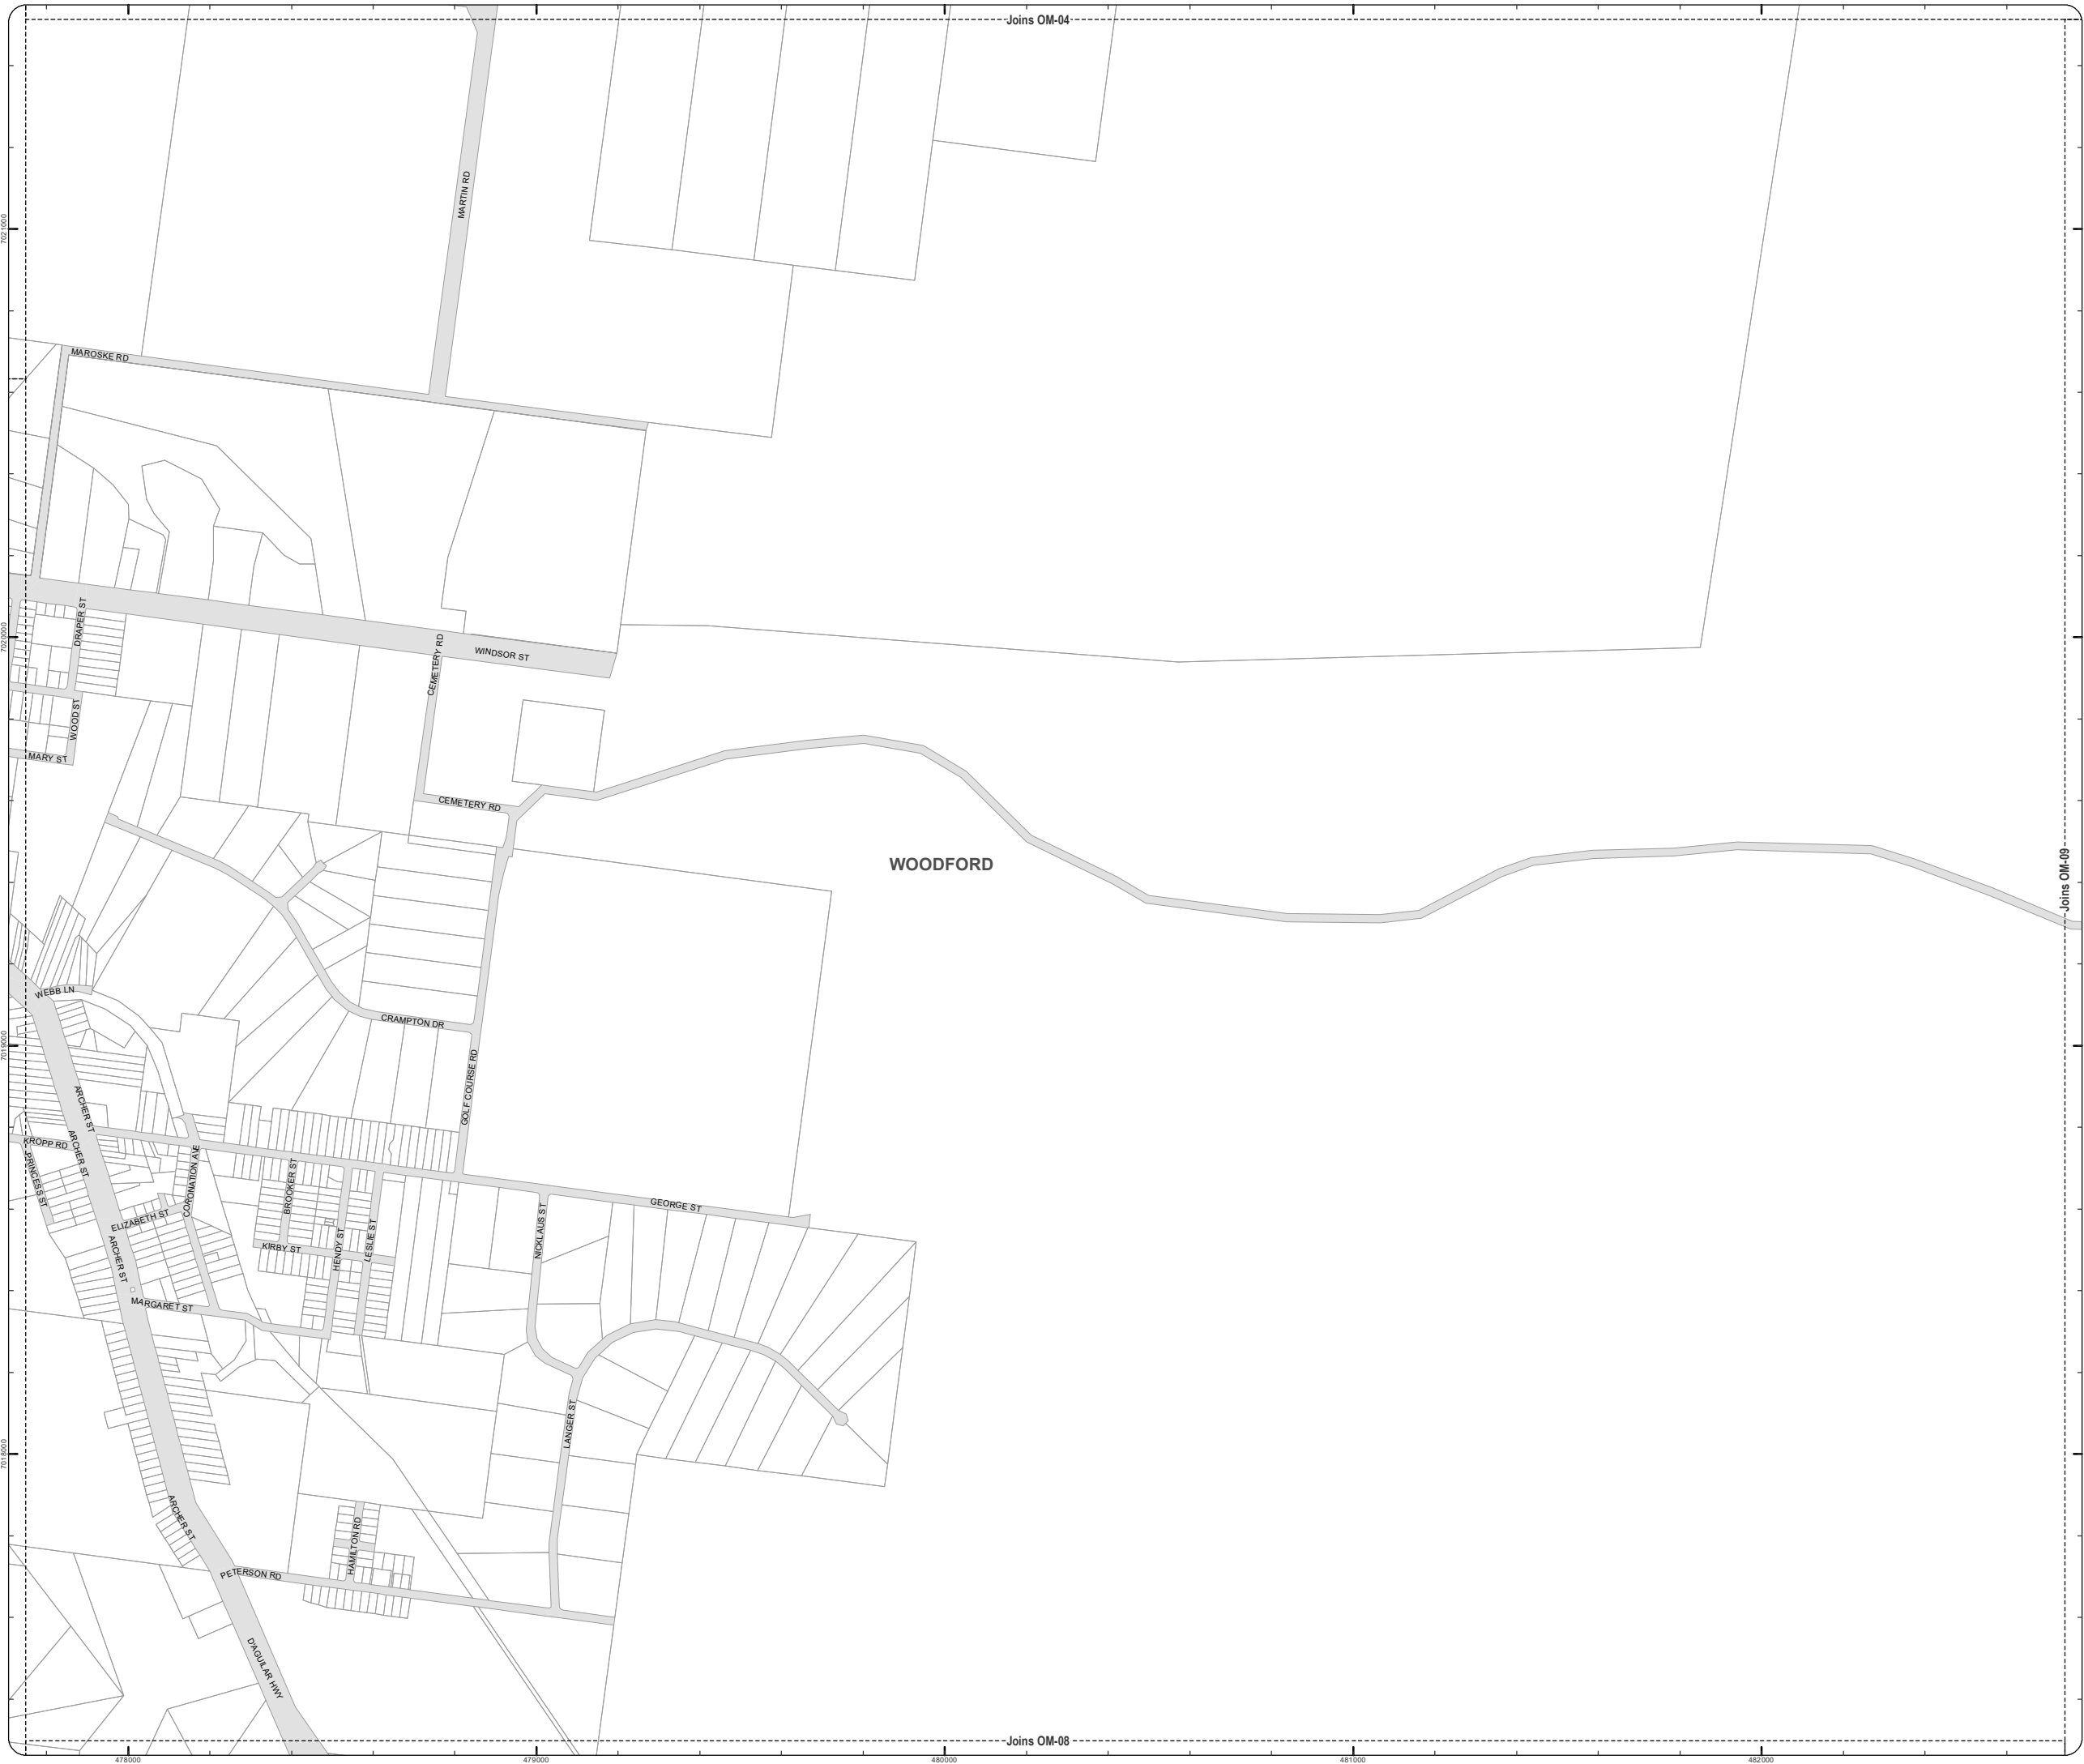 Joins OM-04
MARTIN RD
7021000
MAROSKE RD
DRAPER ST
7020000
CEMETERY RD
WINDSOR ST
WOOD ST
MARY ST
CEMETERY RD
WOODFORD
Joins OM-09
WEBB LN
CRAMPTON DR
7019000
GOLF COURSE RD
ARCHER ST
KROPP RD
ARCHER ST
PRINCESS ST
CORONATION AVE
BROOKER ST
ELIZABETH ST
GEORGE ST
NICKLAUS ST
HENDY ST
LESLIE ST
KIRBY ST
ARCHER ST
MARGARET ST
LANGER ST
7018000
ARCHER ST
HAMILTON RD
PETERSON RD
D'AGUILAR HWY
Joins OM-08
478000
479000
480000
481000
482000